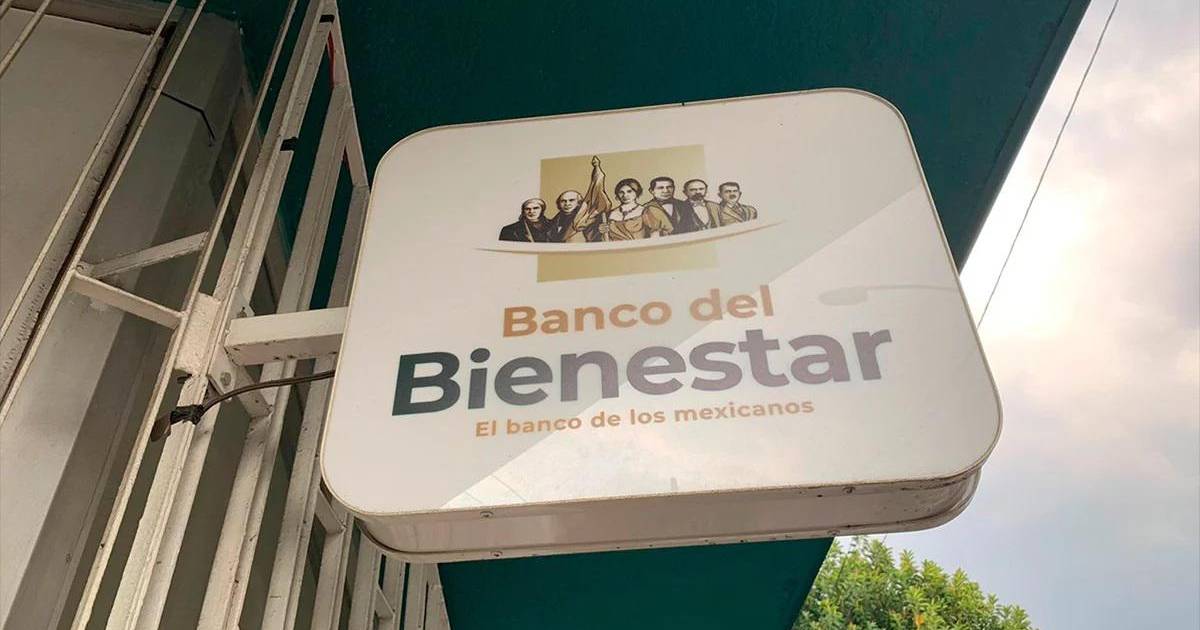 Banco del
Bienestar
El banco de los mexicanos